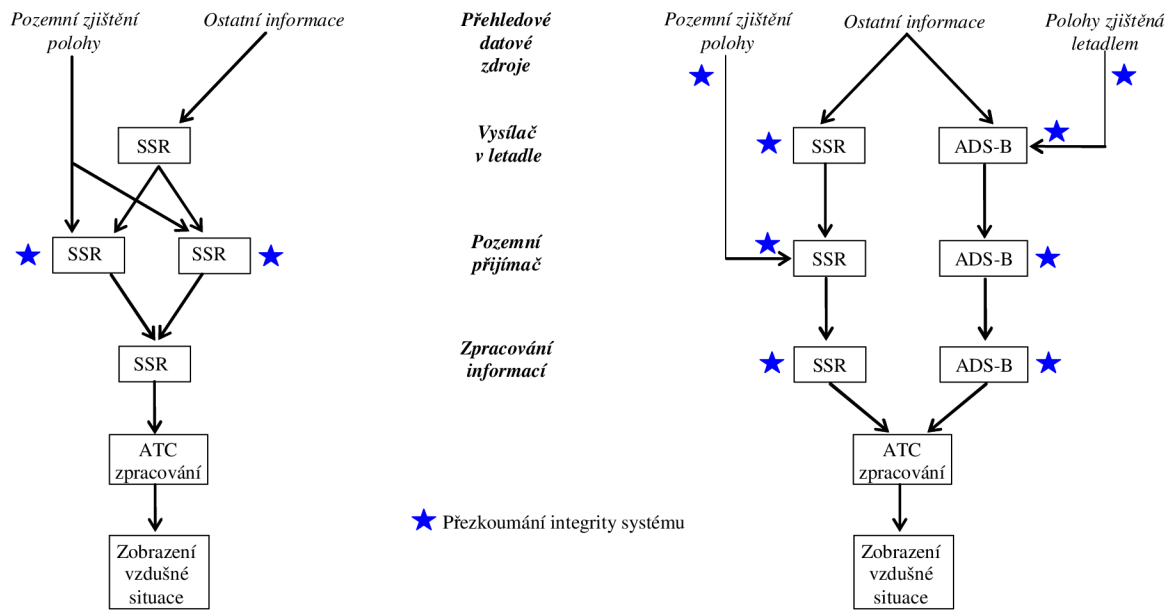 Pozemní zjištění
polohy
Ostatní informace
Přehledové
datové
zdroje
Pozemní zjištění
polohy
Ostatní informace
Polohy zjištěná
letadlem
SSR
Vysílač
v letadle
SSR
ADS-B
SSR
SSR
Pozemní
přijímač
SSR
ADS-B
SSR
Zpracování
informací
SSR
ADS-B
ATC
zpracování
ATC
zpracování
Přezkoumání integrity systému
Zobrazení
vzdušné
situace
Zobrazení
vzdušné
situace